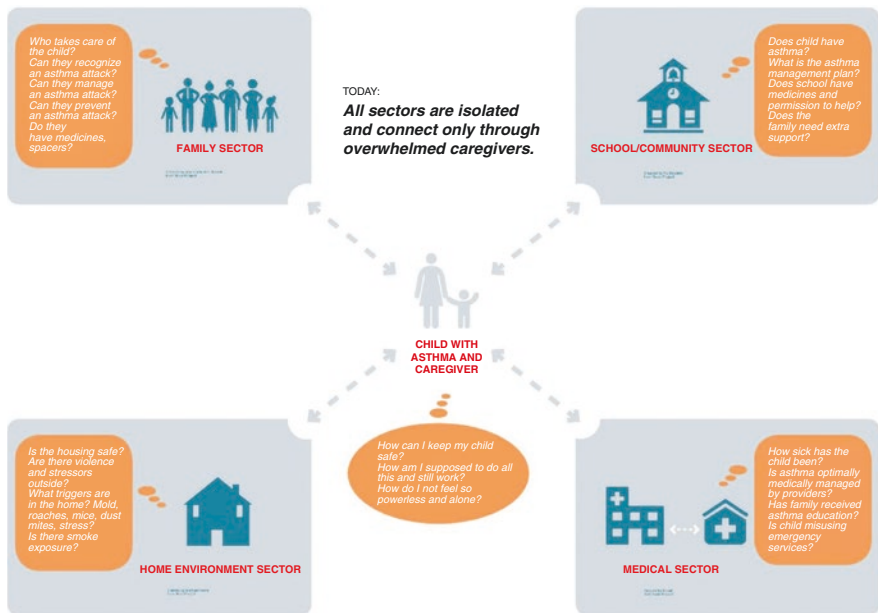 Who takes care of
the child?
Can they recognize
an asthma attack?
Can they manage
an asthma attack?
Can they prevent
an asthma attack?
Do they
have medicines,
spacers?
FAMILY SECTOR
TODAY:
All sectors are isolated
and connect only through
overwhelmed caregivers.
Does child have
asthma?
What is the asthma
management plan?
Does school have
medicines and
permission to help?
Does the
family need extra
support?
SCHOOL/COMMUNITY SECTOR
CHILD WITH
ASTHMA AND
CAREGIVER
How can I keep my child
safe?
How am I supposed to do all
this and still work?
How do I not feel so
powerless and alone?
Is the housing safe?
Are there violence
and stressors
outside?
What triggers are
in the home? Mold,
roaches, mice, dust
mites, stress?
Is there smoke
exposure?
HOME ENVIRONMENT SECTOR
How sick has the
child been?
Is asthma optimally
medically managed
by providers?
Has family received
asthma education?
Is child misusing
emergency
services?
MEDICAL SECTOR